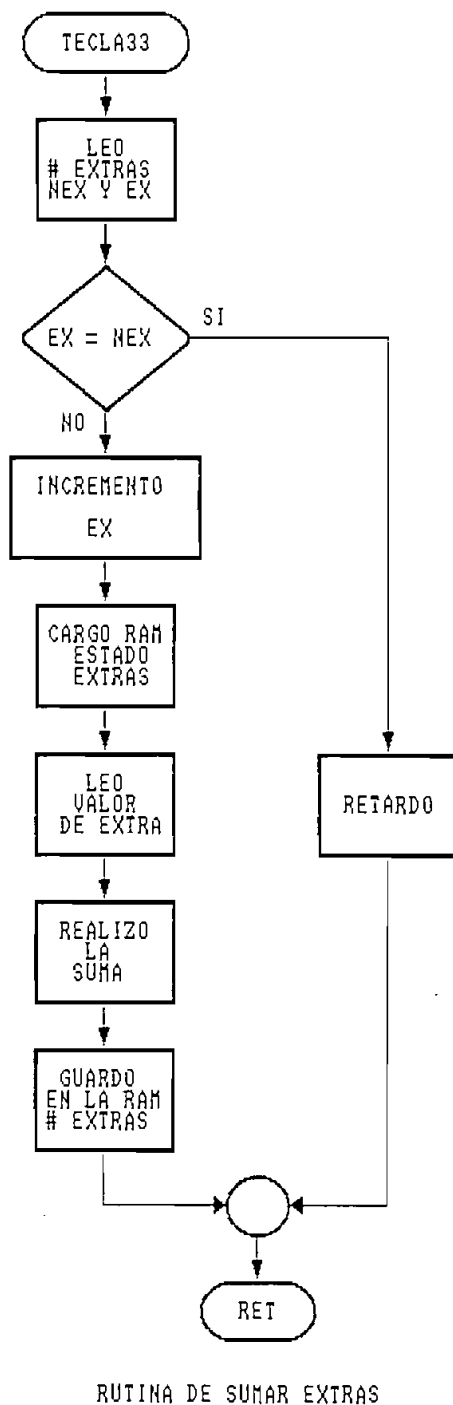 TECLA33
LEO
# EXTRAS
NEX Y EX
EX = NEX
SI
NO
INCREMENTO
EX
CARGO RAM
ESTADO
EXTRAS
LEO
VALOR
DE EXTRA
RETARDO
REALIZO
LA
SUMA
GUARDO
EN LA RAM
# EXTRAS
RET
RUTINA DE SUMAR EXTRAS